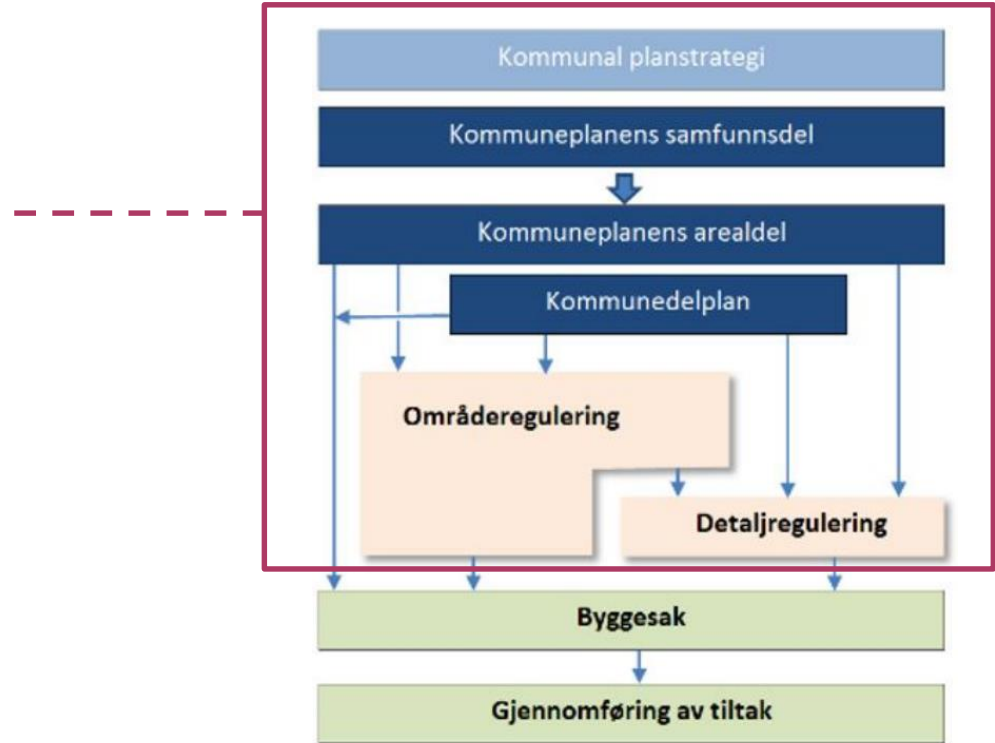 Kommunal planstrategi
Kommuneplanens samfunnsdel
Kommuneplanens arealdel
Kommunedelplan
Områderegulering
Detaljregulering
Byggesak
Gjennomføring av tiltak